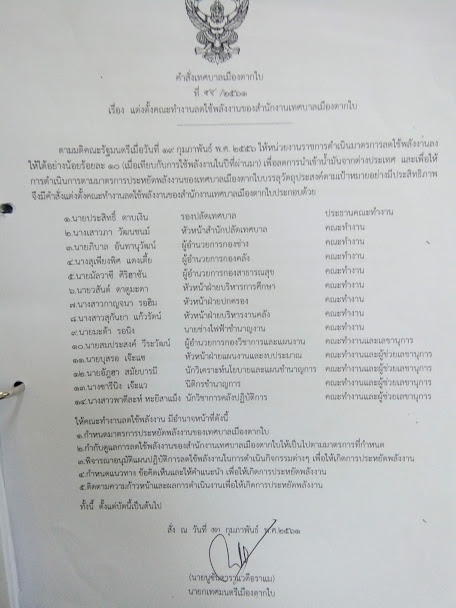 คำสั่งเทศบาลเมืองตากใบ
ที่ /๒๕๖๑
เรื่อง แต่งตั้งคณะทำงานลดใช้พลังงานของสำนักงานเทศบาลเมืองตากใบ
ตามมติคณะรัฐมนตรีเมื่อวันที่ ๑๙ กุมภาพันธ์ พ.ศ. ๒๕๕๖ ให้หน่วยงานราชการดำเนินมาตรการลดใช้พลังงานลง
ให้ได้อย่างน้อยร้อยละ ๑๐ (เมื่อเทียบกับการใช้พลังงานในปีที่ผ่านมา) เพื่อลดการนำเข้าน้ำมันจากต่างประเทศ และเพื่อให้
การดำเนินการตามมาตรการประหยัดพลังงานของเทศบาลเมืองตากใบบรรลุวัตถุประสงค์ตามเป้าหมายอย่างมีประสิทธิภาพ
จึงมีคำสั่งแต่งคณะทำงานลดใช้พลังงานของสำนักงานเทศบาลเมืองตากใบประกอบด้วย
๑.นายประสิทธิ์ ดาบเงิน รองปลัดเทศบาล ประธานคณะทำงาน
๒.นางเสาวภา วัฒนขนม์ หัวหน้าสำนักปลัดเทศบาล คณะทำงาน
๓.นายภิบาล อันทานุวัฒน์ ผู้อำนวยการกองช่าง คณะทำงาน
๔.นางสุเพียงพิศ แดงเดี้ย ผู้อำนวยการกองคลัง คณะทำงาน
๕.นายมัลวาซี ศิริฮาซัน ผู้อำนวยการกองสาธารณสุข คณะทำงาน
๖.นายวสันต์ ดาตูมะดา หัวหน้าฝ่ายบริหารการศึกษา คณะทำงาน
๗.นางสาวกาญจนา รอฮิม หัวหน้าฝ่ายปกครอง คณะทำงาน
๘.นางสาวสุกันยา แก้วรัตน์ หัวหน้าฝ่ายบริหารงานคลัง คณะทำงาน
๙.นายมะดำ รอนิง นายช่างไฟฟ้าชำนาญงาน คณะทำงาน
๑๐.นายสมประสงค์ วีระวัฒน์ ผู้อำนวยการกองวิชาการและแผนงาน คณะทำงานและเลขานุการ
๑๑.นายบุสรอ เจ๊ะแซ หัวหน้าฝ่ายแผนงานและงบประมาณ คณะทำงานและผู้ช่วยเลขานุการ
๑๒.นายอัฎฮา สมัยบารมี นักวิเคราะห์นโยบายและแผนชำนาญการ คณะทำงานและผู้ช่วยเลขานุการ
๑๓.นางซารีนิง เจ๊ะแว นิติกรชำนาญการ คณะทำงานและผู้ช่วยเลขานุการ
๑๔.นางสาวพาตีละห์ หะยีสาแม็ง นักวิชาการคลังปฏิบัติการ คณะทำงานและผู้ช่วยเลขานุการ
ให้คณะทำงานลดใช้พลังงาน มีอำนาจหน้าที่ดังนี้
๑.กำหนดมาตรการประหยัดพลังงานของเทศบาลเมืองตากใบ
๒.กำกับดูแลการลดใช้พลังงานของสำนักงานเทศบาลเมืองตากใบให้เป็นไปตามมาตรการที่กำหนด
๓.พิจารณาอนุมัติแผนปฏิบัติการลดใช้พลังงานในการดำเนินกิจกรรมต่างๆ เพื่อให้เกิดการประหยัดพลังงาน
๔.กำหนดแนวทาง ข้อคิดเห็นและให้คำแนะนำ เพื่อให้เกิดการประหยัดพลังงาน
๕.ติดตามความก้าวหน้าและผลการดำเนินงานเพื่อให้เกิดการประหยัดพลังงาน
ทั้งนี้ ตั้งแต่บัดนี้เป็นต้นไป
สั่ง ณ วันที่ ๑๓ กุมภาพันธ์ พ.ศ.๒๕๖๑
นายกเทศมนตรีเมืองตากใบ